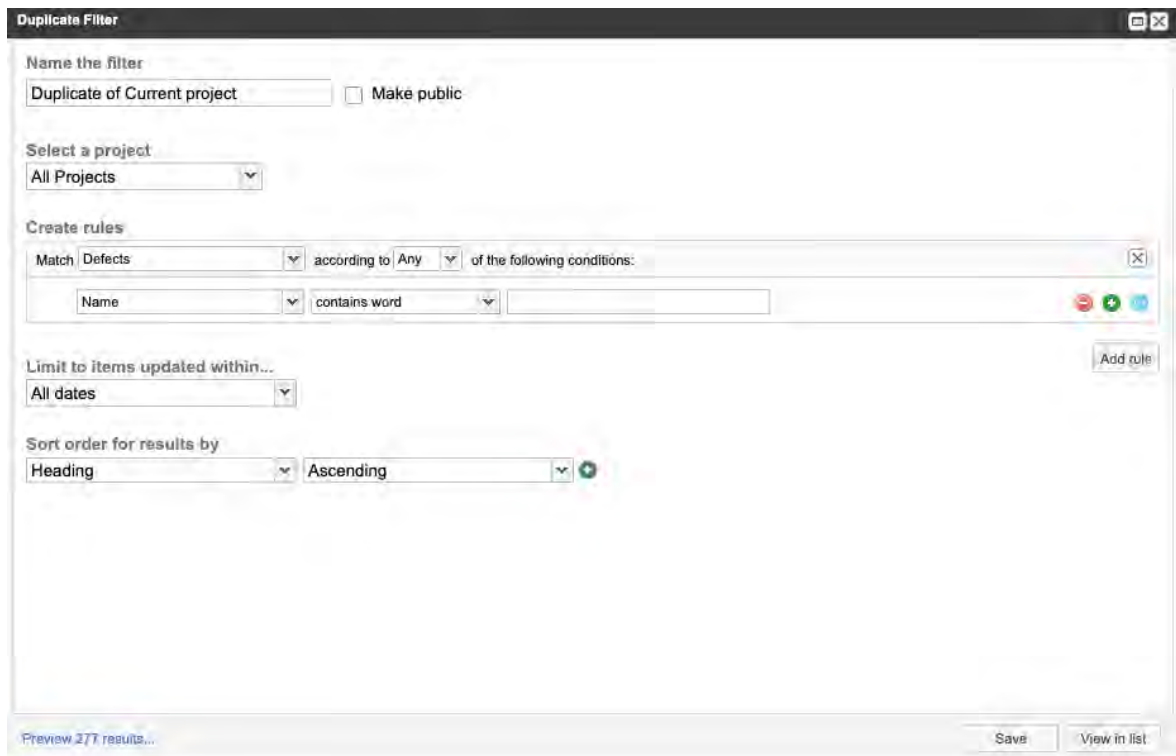 Duplicate Filter
Name the filter
Duplicate of Current project Make public
Select a project
All Projects
Create rules
Match Defects according to Any of the following conditions:
Name contains word
Add rule
Limit to items updated within...
All dates
Sort order for results by
Heading Ascending
Preview 277 results... Save View in list